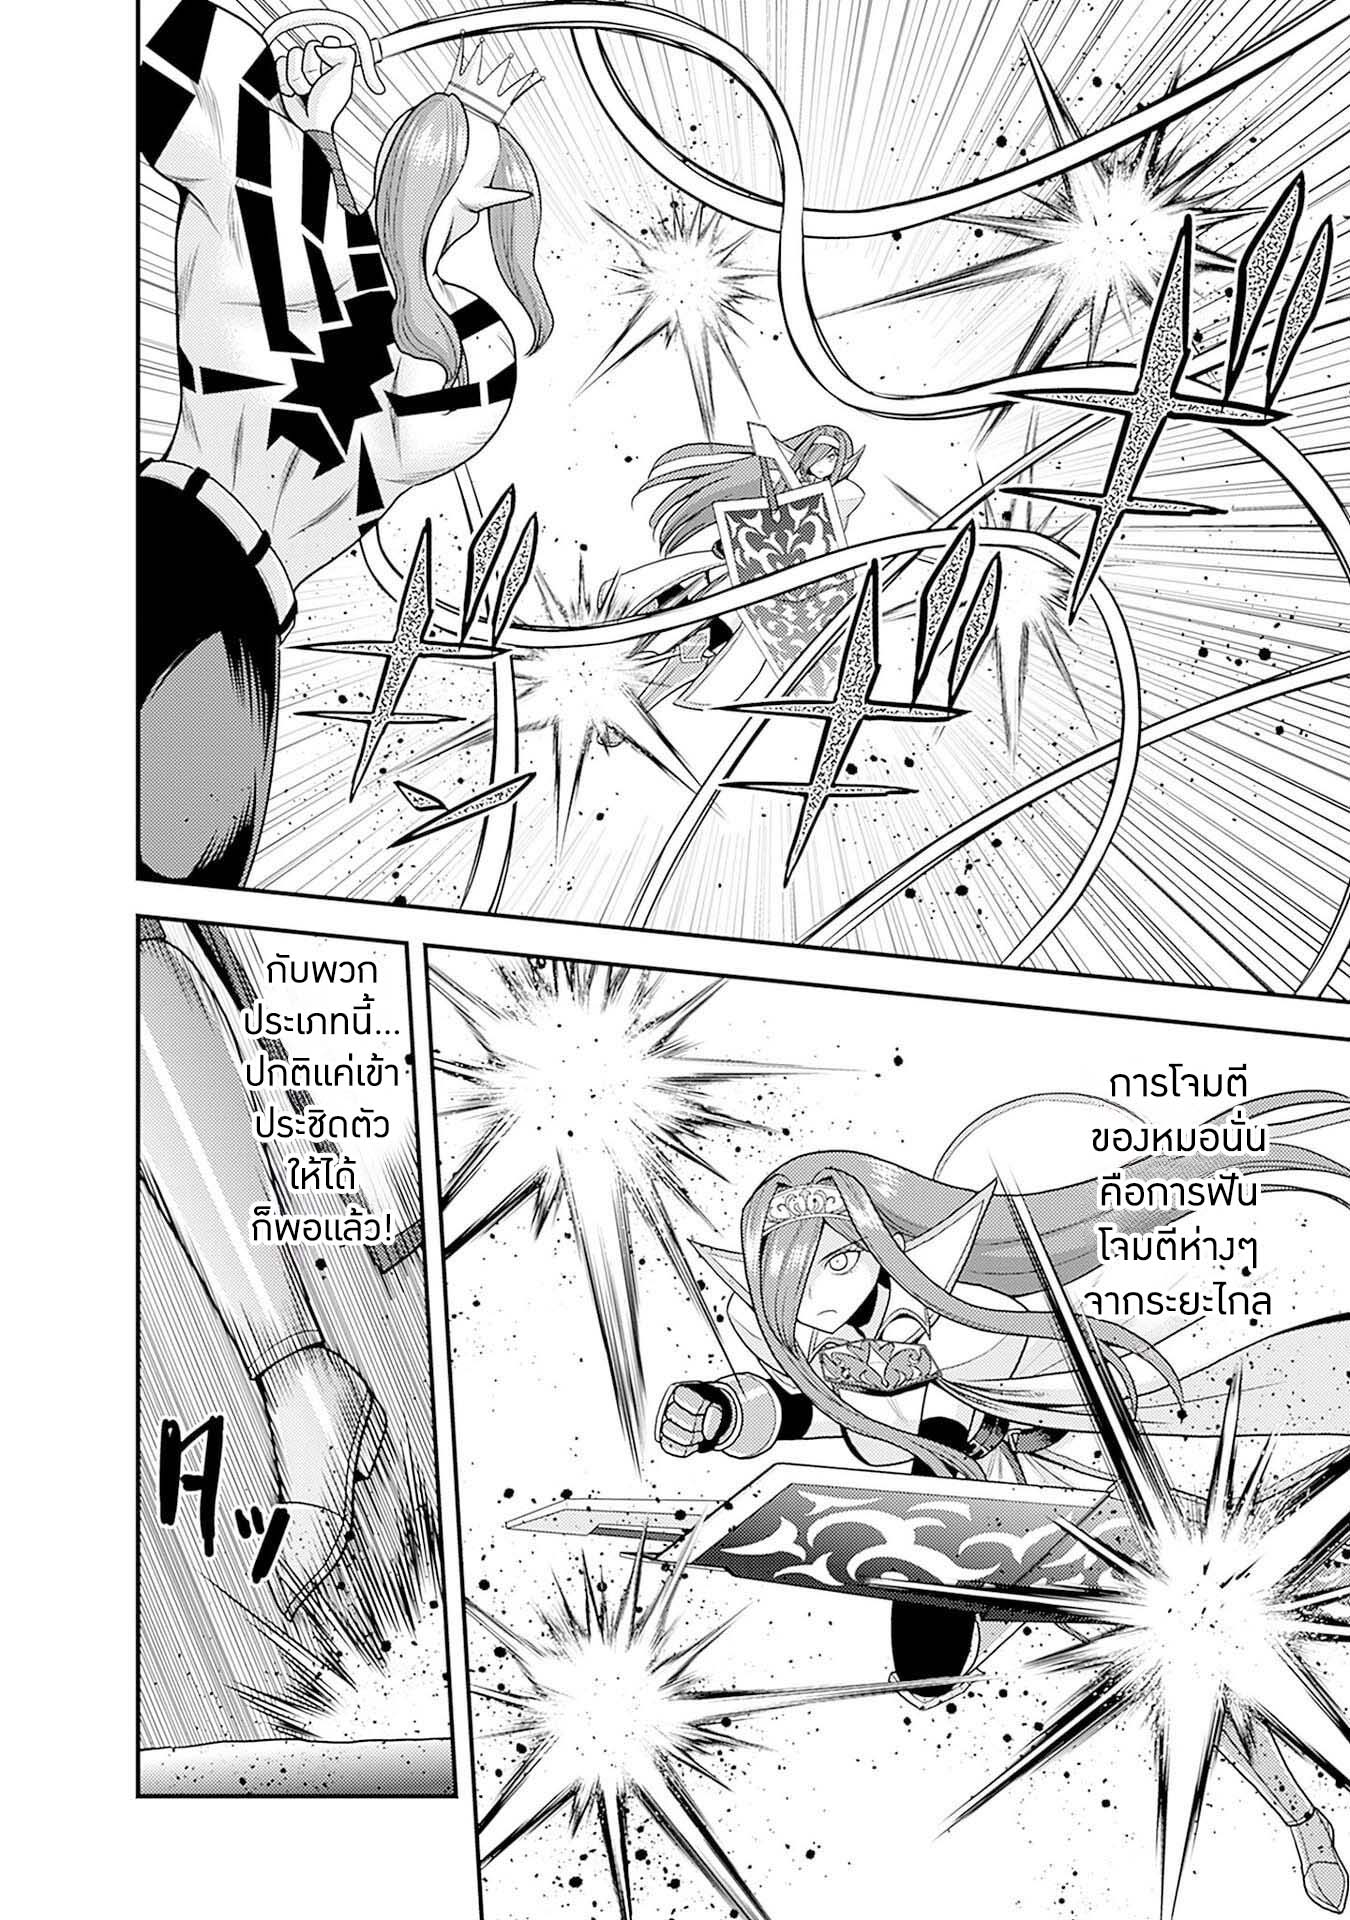 ギギギン
การโจมตี
ของหมอนั่น
คือการฟัน
โจมตีห่างๆ
จากระยะไกล
กับพวก
ประเภทนี้...
ปกติแค่เข้า
ประชิดตัว
ให้ได้
ก็พอแล้ว!
ダッ